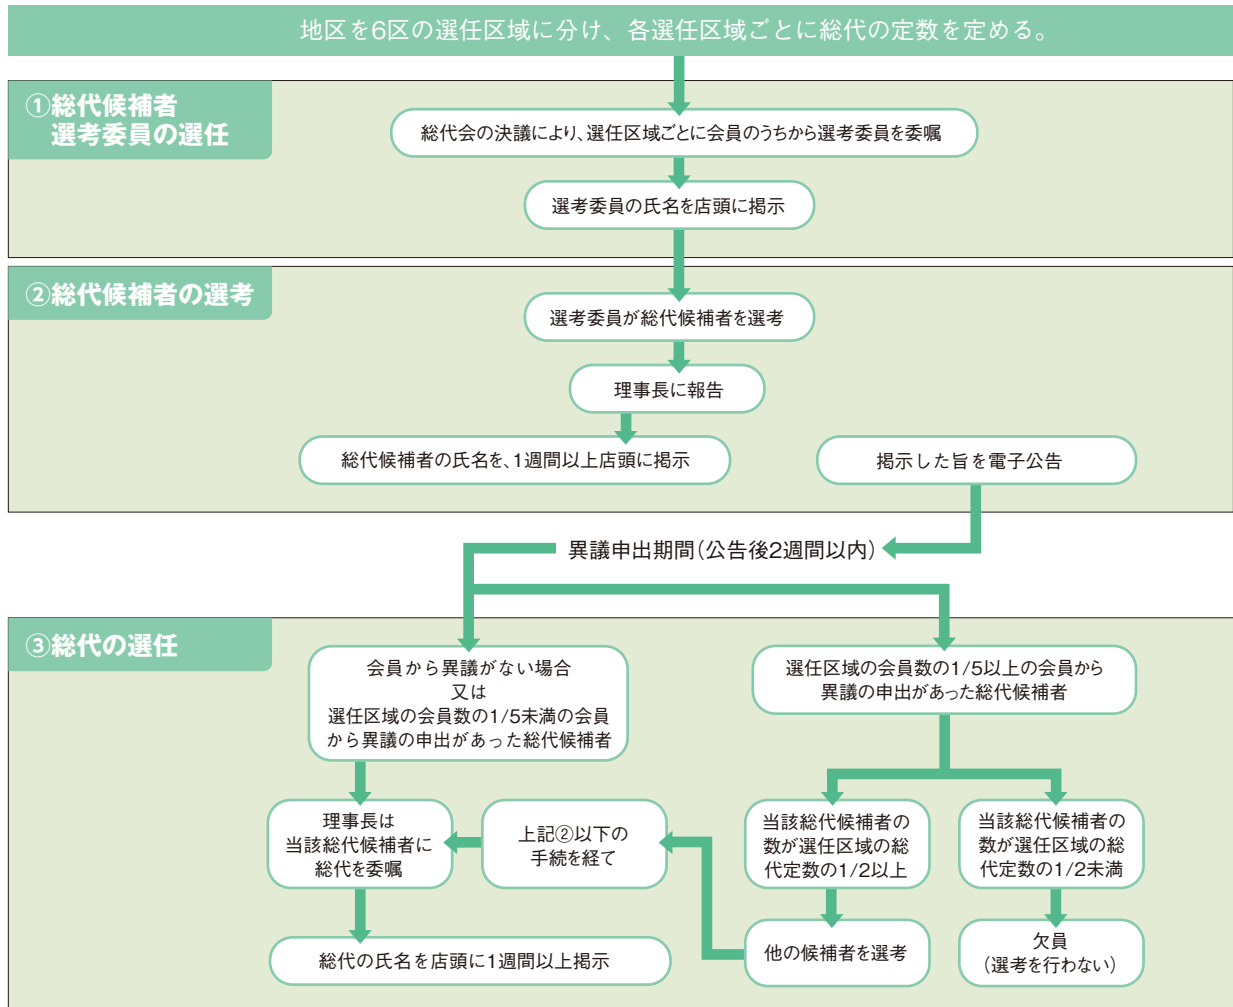 地区を6区の選任区域に分け、各選任区域ごとに総代の定数を定める。
①総代候補者
選考委員の選任
総代会の決議により、選任区域ごとに会員のうちから選考委員を委嘱
選考委員の氏名を店頭に掲示
②総代候補者の選考
選考委員が総代候補者を選考
理事長に報告
総代候補者の氏名を、1週間以上店頭に掲示
掲示した旨を電子公告
異議申出期間(公告後2週間以内)
③総代の選任
会員から異議がない場合
又は
選任区域の会員数の1/5未満の会員
から異議の申出があった総代候補者
選任区域の会員数の1/5以上の会員から
異議の申出があった総代候補者
理事長は
当該総代候補者に
総代を委嘱
上記②以下の
手続を経て
当該総代候補者の
数が選任区域の総
代定数の1/2以上
当該総代候補者の
数が選任区域の総
代定数の1/2未満
総代の氏名を店頭に1週間以上掲示
他の候補者を選考
欠員
(選考を行わない)